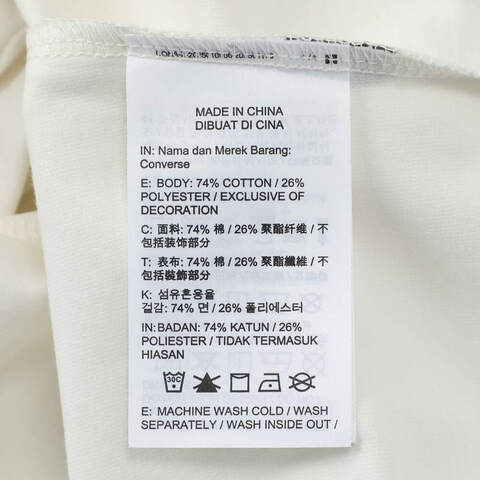 MADE IN CHINA
DIBUAT DI CINA
IN: Nama dan Merek Barang:
Converse
E: BODY: 74% COTTON / 26%
POLYESTER / EXCLUSIVE OF
DECORATION
C: 面料: 74% 棉 / 26% 聚酯纤维 / 不
包括装饰部分
T: 表布: 74% 棉 / 26% 聚酯纖維 / 不
包括裝飾部分
K: 섬유혼용율
겉감: 74% 면 / 26% 폴리에스터
IN: BADAN: 74% KATUN / 26%
POLIESTER / TIDAK TERMASUK
HIASAN
30C
E: MACHINE WASH COLD / WASH
SEPARATELY / WASH INSIDE OUT /